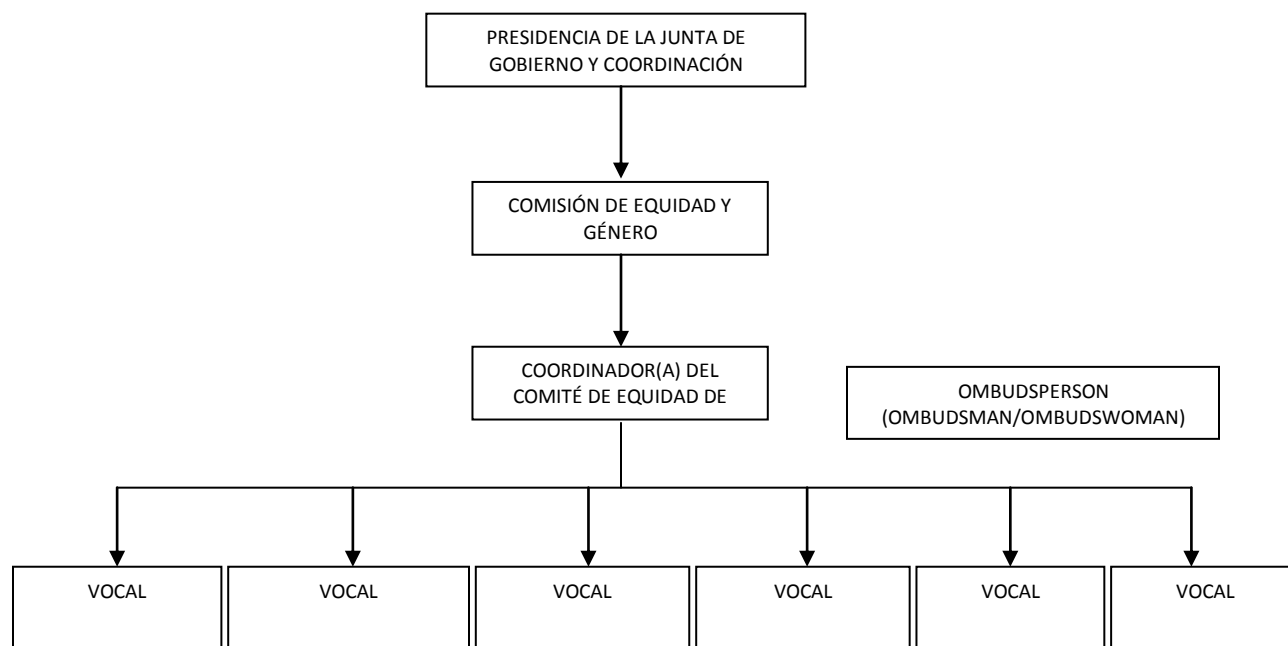 PRESIDENCIA DE LA JUNTA DE
GOBIERNO Y COORDINACIÓN
COMISIÓN DE EQUIDAD Y
GÉNERO
COORDINADOR(A) DEL
COMITÉ DE EQUIDAD DE
OMBUDSPERSON
(OMBUDSMAN/OMBUDSWOMAN)
VOCAL
VOCAL
VOCAL
VOCAL
VOCAL
VOCAL